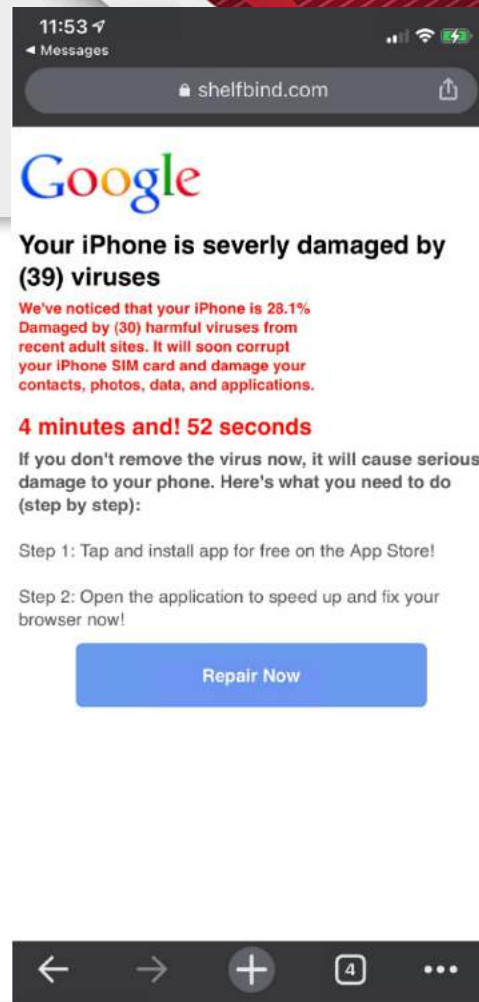 11:53
Messages
shelfbind.com
Google
Your iPhone is severly damaged by
(39) viruses
We've noticed that your iPhone is 28.1%
Damaged by (30) harmful viruses from
recent adult sites. It will soon corrupt
your iPhone SIM card and damage your
contacts, photos, data, and applications.
4 minutes and! 52 seconds
If you don't remove the virus now, it will cause serious
damage to your phone. Here's what you need to do
(step by step):
Step 1: Tap and install app for free on the App Store!
Step 2: Open the application to speed up and fix your
browser now!
Repair Now
4